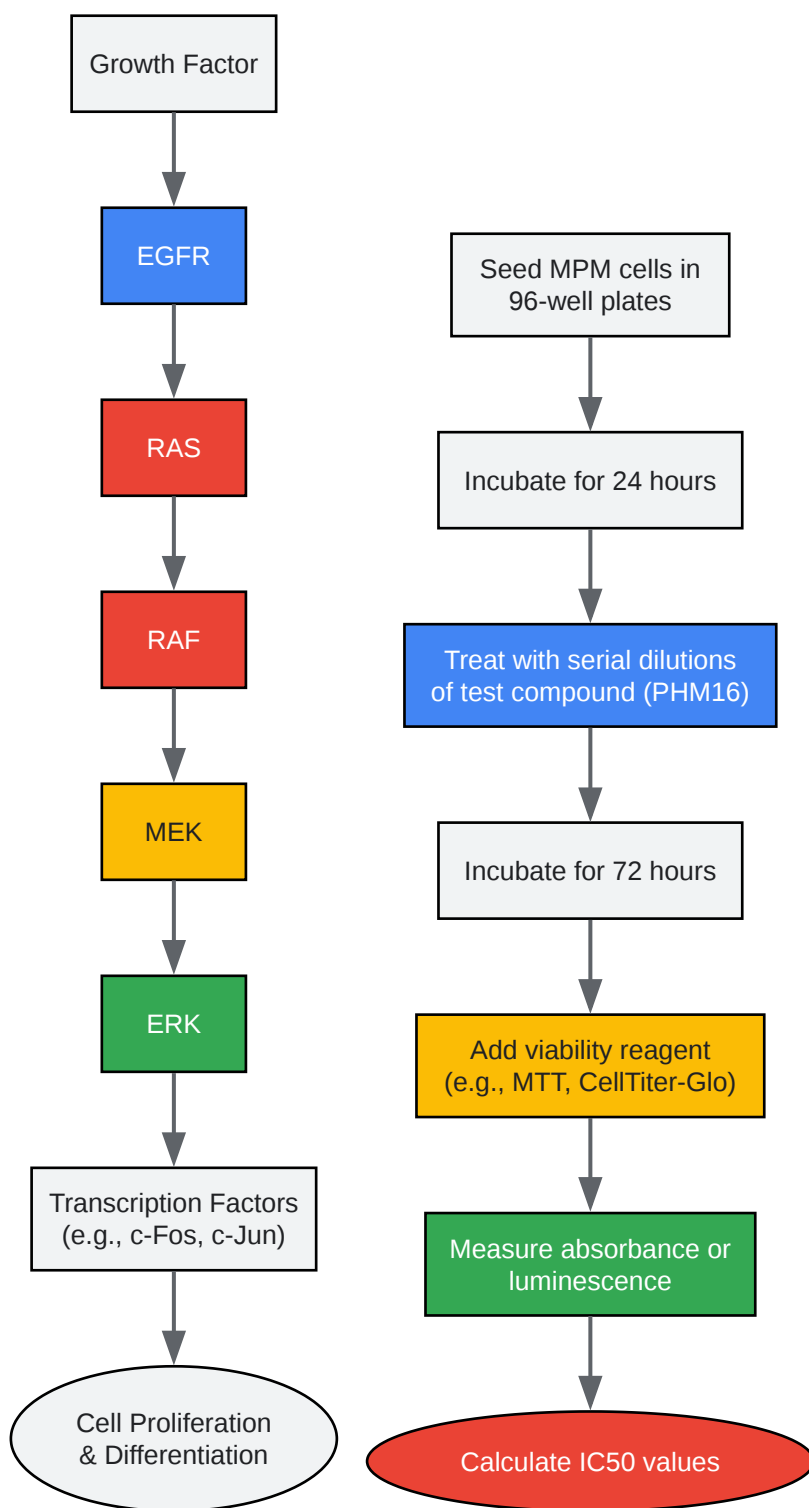 Growth Factor
EGFR
RAS
RAF
MEK
ERK
Transcription Factors
(e.g., c-Fos, c-Jun)
Cell Proliferation
& Differentiation
Seed MPM cells in
96-well plates
Incubate for 24 hours
Treat with serial dilutions
of test compound (PHM16)
Incubate for 72 hours
Add viability reagent
(e.g., MTT, CellTiter-Glo)
Measure absorbance or
luminescence
Calculate IC50 values